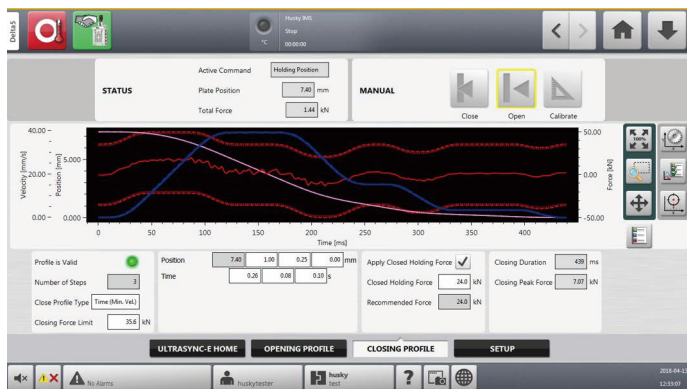 Delta5
Husky IMS
Stop
°C 00:00:00
STATUS
Active Command Holding Position
Plate Position 7.40 mm
Total Force 1.44 kN
MANUAL
Close Open Calibrate
Velocity [mm/s]
Position [mm]
40.00
20.00
0.00
5.000
0.000
50.00
0.00
-50.00
Force [kN]
0 50 100 150 200 250 300 350 400
Time [ms]
100%
Profile is Valid
Number of Steps 3
Close Profile Type Time (Min. Vel.)
Closing Force Limit 35.6 kN
Position 7.40 1.00 0.25 0.00 mm
Time 0.26 0.08 0.10 s
Apply Closed Holding Force
Closed Holding Force 24.0 kN
Recommended Force 24.0 kN
Closing Duration 439 ms
Closing Peak Force 7.07 kN
ULTRASYNC-E HOME OPENING PROFILE CLOSING PROFILE SETUP
No Alarms
huskytester
husky
test
?
2018-04-13
12:33:07